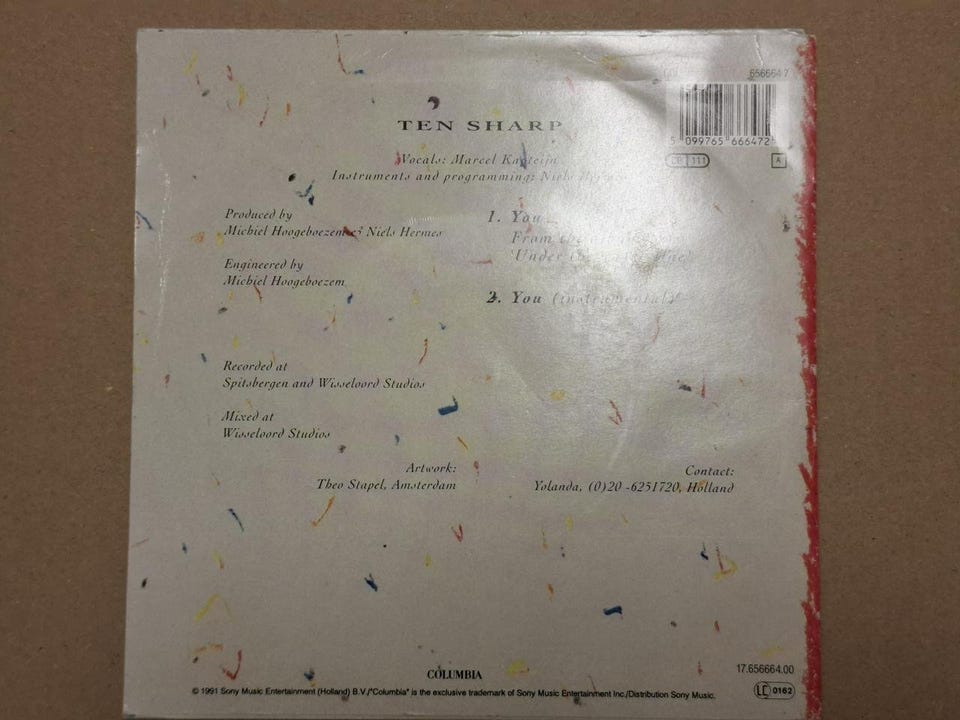 COL 656664 7
5 099765 666472
CB 111
A
TEN SHARP
Vocals: Marcel Kapteijn
Instruments and programming: Niels Hermes
Produced by
Michiel Hoogeboezem & Niels Hermes
Engineered by
Michiel Hoogeboezem
1. You
From the
'Under the
2. You (instrumental)
Recorded at
Spitsbergen and Wisseloord Studios
Mixed at
Wisseloord Studios
Artwork:
Theo Stapel, Amsterdam
Contact:
Yolanda, (0)20 -6251720, Holland
COLUMBIA
17.656664.00
© 1991 Sony Music Entertainment (Holland) B.V./"Columbia" is the exclusive trademark of Sony Music Entertainment Inc./Distribution Sony Music.
LC 0162